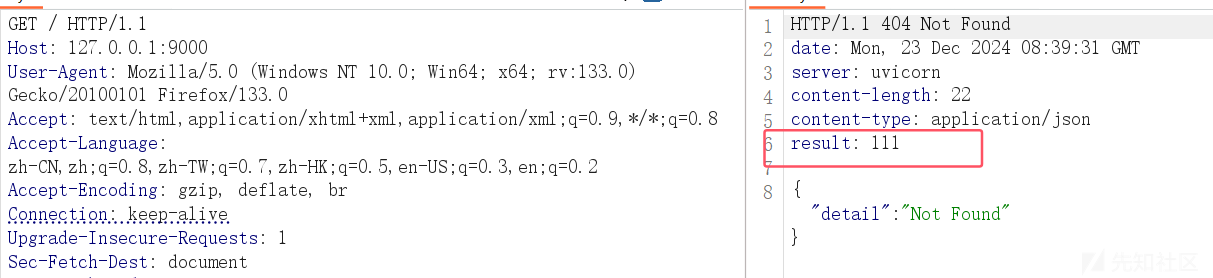 GET / HTTP/1.1
Host: 127.0.0.1:9000
User-Agent: Mozilla/5.0 (Windows NT 10.0; Win64; x64; rv:133.0)
Gecko/20100101 Firefox/133.0
Accept: text/html,application/xhtml+xml,application/xml;q=0.9,*/*;q=0.8
Accept-Language:
zh-CN,zh;q=0.8,zh-TW;q=0.7,zh-HK;q=0.5,en-US;q=0.3,en;q=0.2
Accept-Encoding: gzip, deflate, br
Connection: keep-alive
Upgrade-Insecure-Requests: 1
Sec-Fetch-Dest: document
1 HTTP/1.1 404 Not Found
2 date: Mon, 23 Dec 2024 08:39:31 GMT
3 server: uvicorn
4 content-length: 22
5 content-type: application/json
6 result: 111
7
8 {
"detail":"Not Found"
}
先知社区